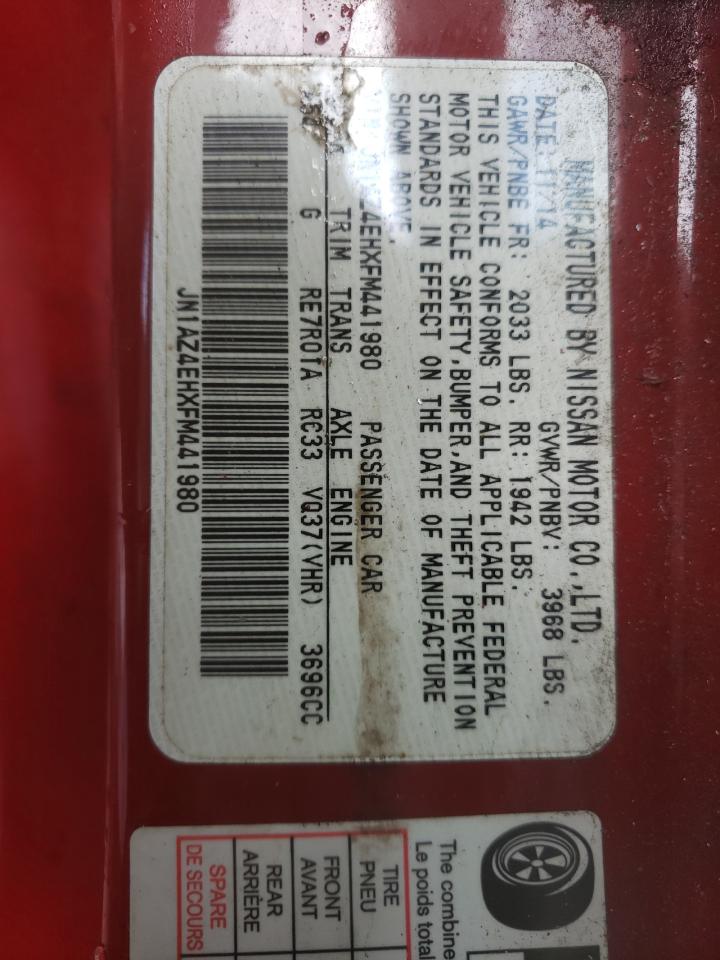 MANUFACTURED BY NISSAN MOTOR CO.,LTD.
DATE: 11/14 GVWR/PNBV: 3968 LBS.
GAWR/PNBE FR: 2033 LBS. RR: 1942 LBS.
THIS VEHICLE CONFORMS TO ALL APPLICABLE FEDERAL
MOTOR VEHICLE SAFETY,BUMPER,AND THEFT PREVENTION
STANDARDS IN EFFECT ON THE DATE OF MANUFACTURE
SHOWN ABOVE.
4EHXFM441980 PASSENGER CAR
TRIM TRANS AXLE ENGINE
G RE7R01A RC33 VQ37(VHR) 3696CC
JN1AZ4EHXFM441980
The combine
Le poids total
TIRE
PNEU
FRONT
AVANT
REAR
ARRIÈRE
SPARE
DE SECOURS